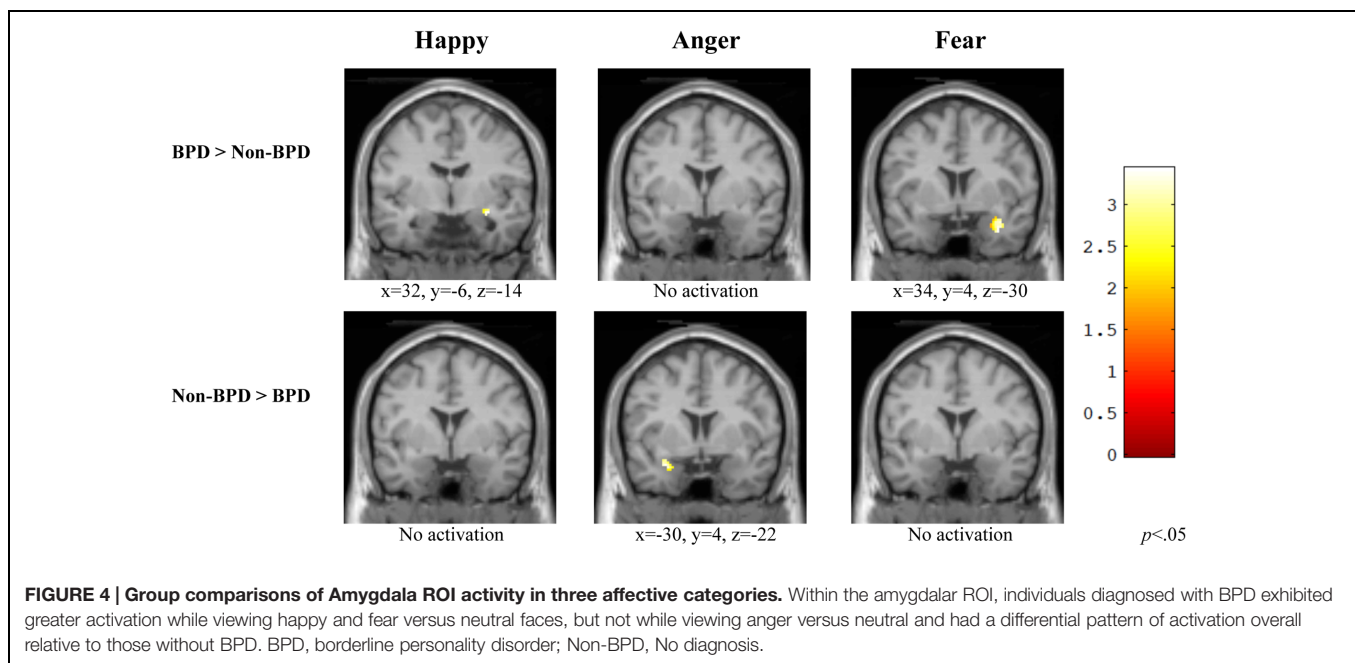 Happy Anger Fear
BPD > Non-BPD
x=32, y=-6, z=-14 No activation x=34, y=4, z=-30
Non-BPD > BPD
No activation x=-30, y=4, z=-22 No activation
3
2.5
2
1.5
1
0.5
0
p<.05
FIGURE 4 | Group comparisons of Amygdala ROI activity in three affective categories. Within the amygdalar ROI, individuals diagnosed with BPD exhibited
greater activation while viewing happy and fear versus neutral faces, but not while viewing anger versus neutral and had a differential pattern of activation overall
relative to those without BPD. BPD, borderline personality disorder; Non-BPD, No diagnosis.